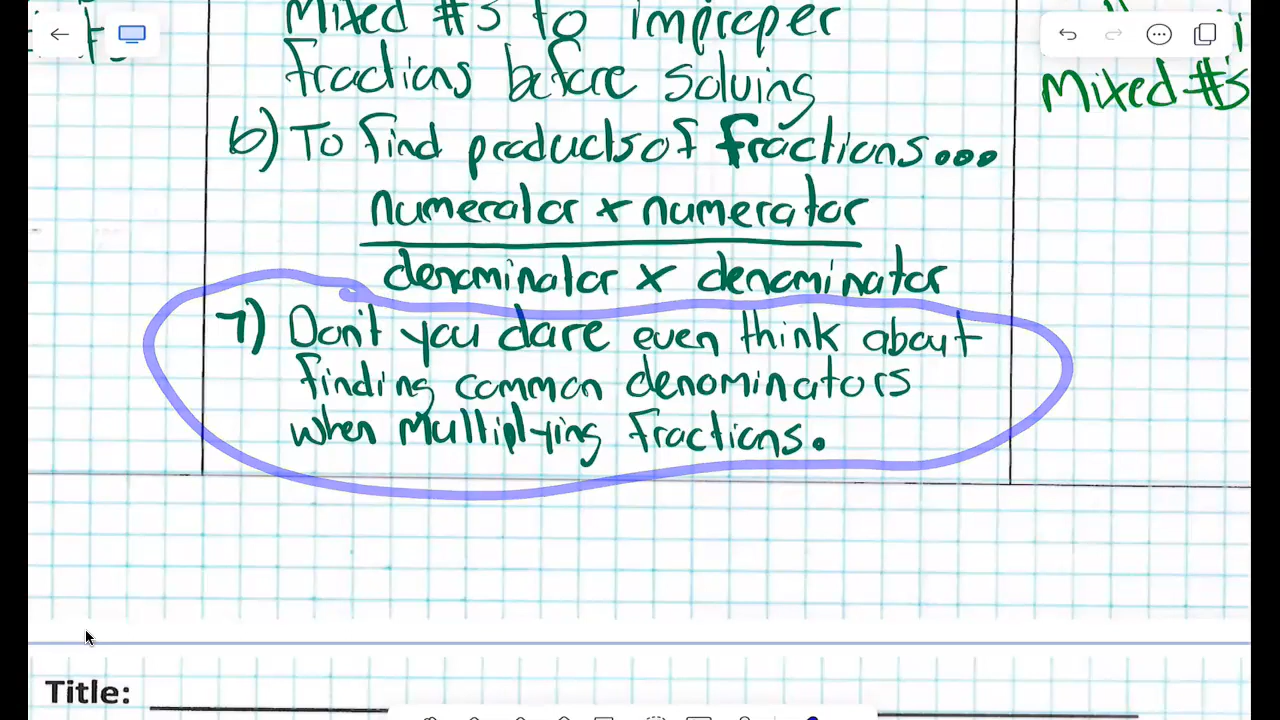 Mixed #'s to improper
fractions before solving
Mixed #'s
6) To find products of fractions...
numerator x numerator
denominator x denominator
7) Don't you dare even think about
finding common denominators
when multiplying fractions.
Title: